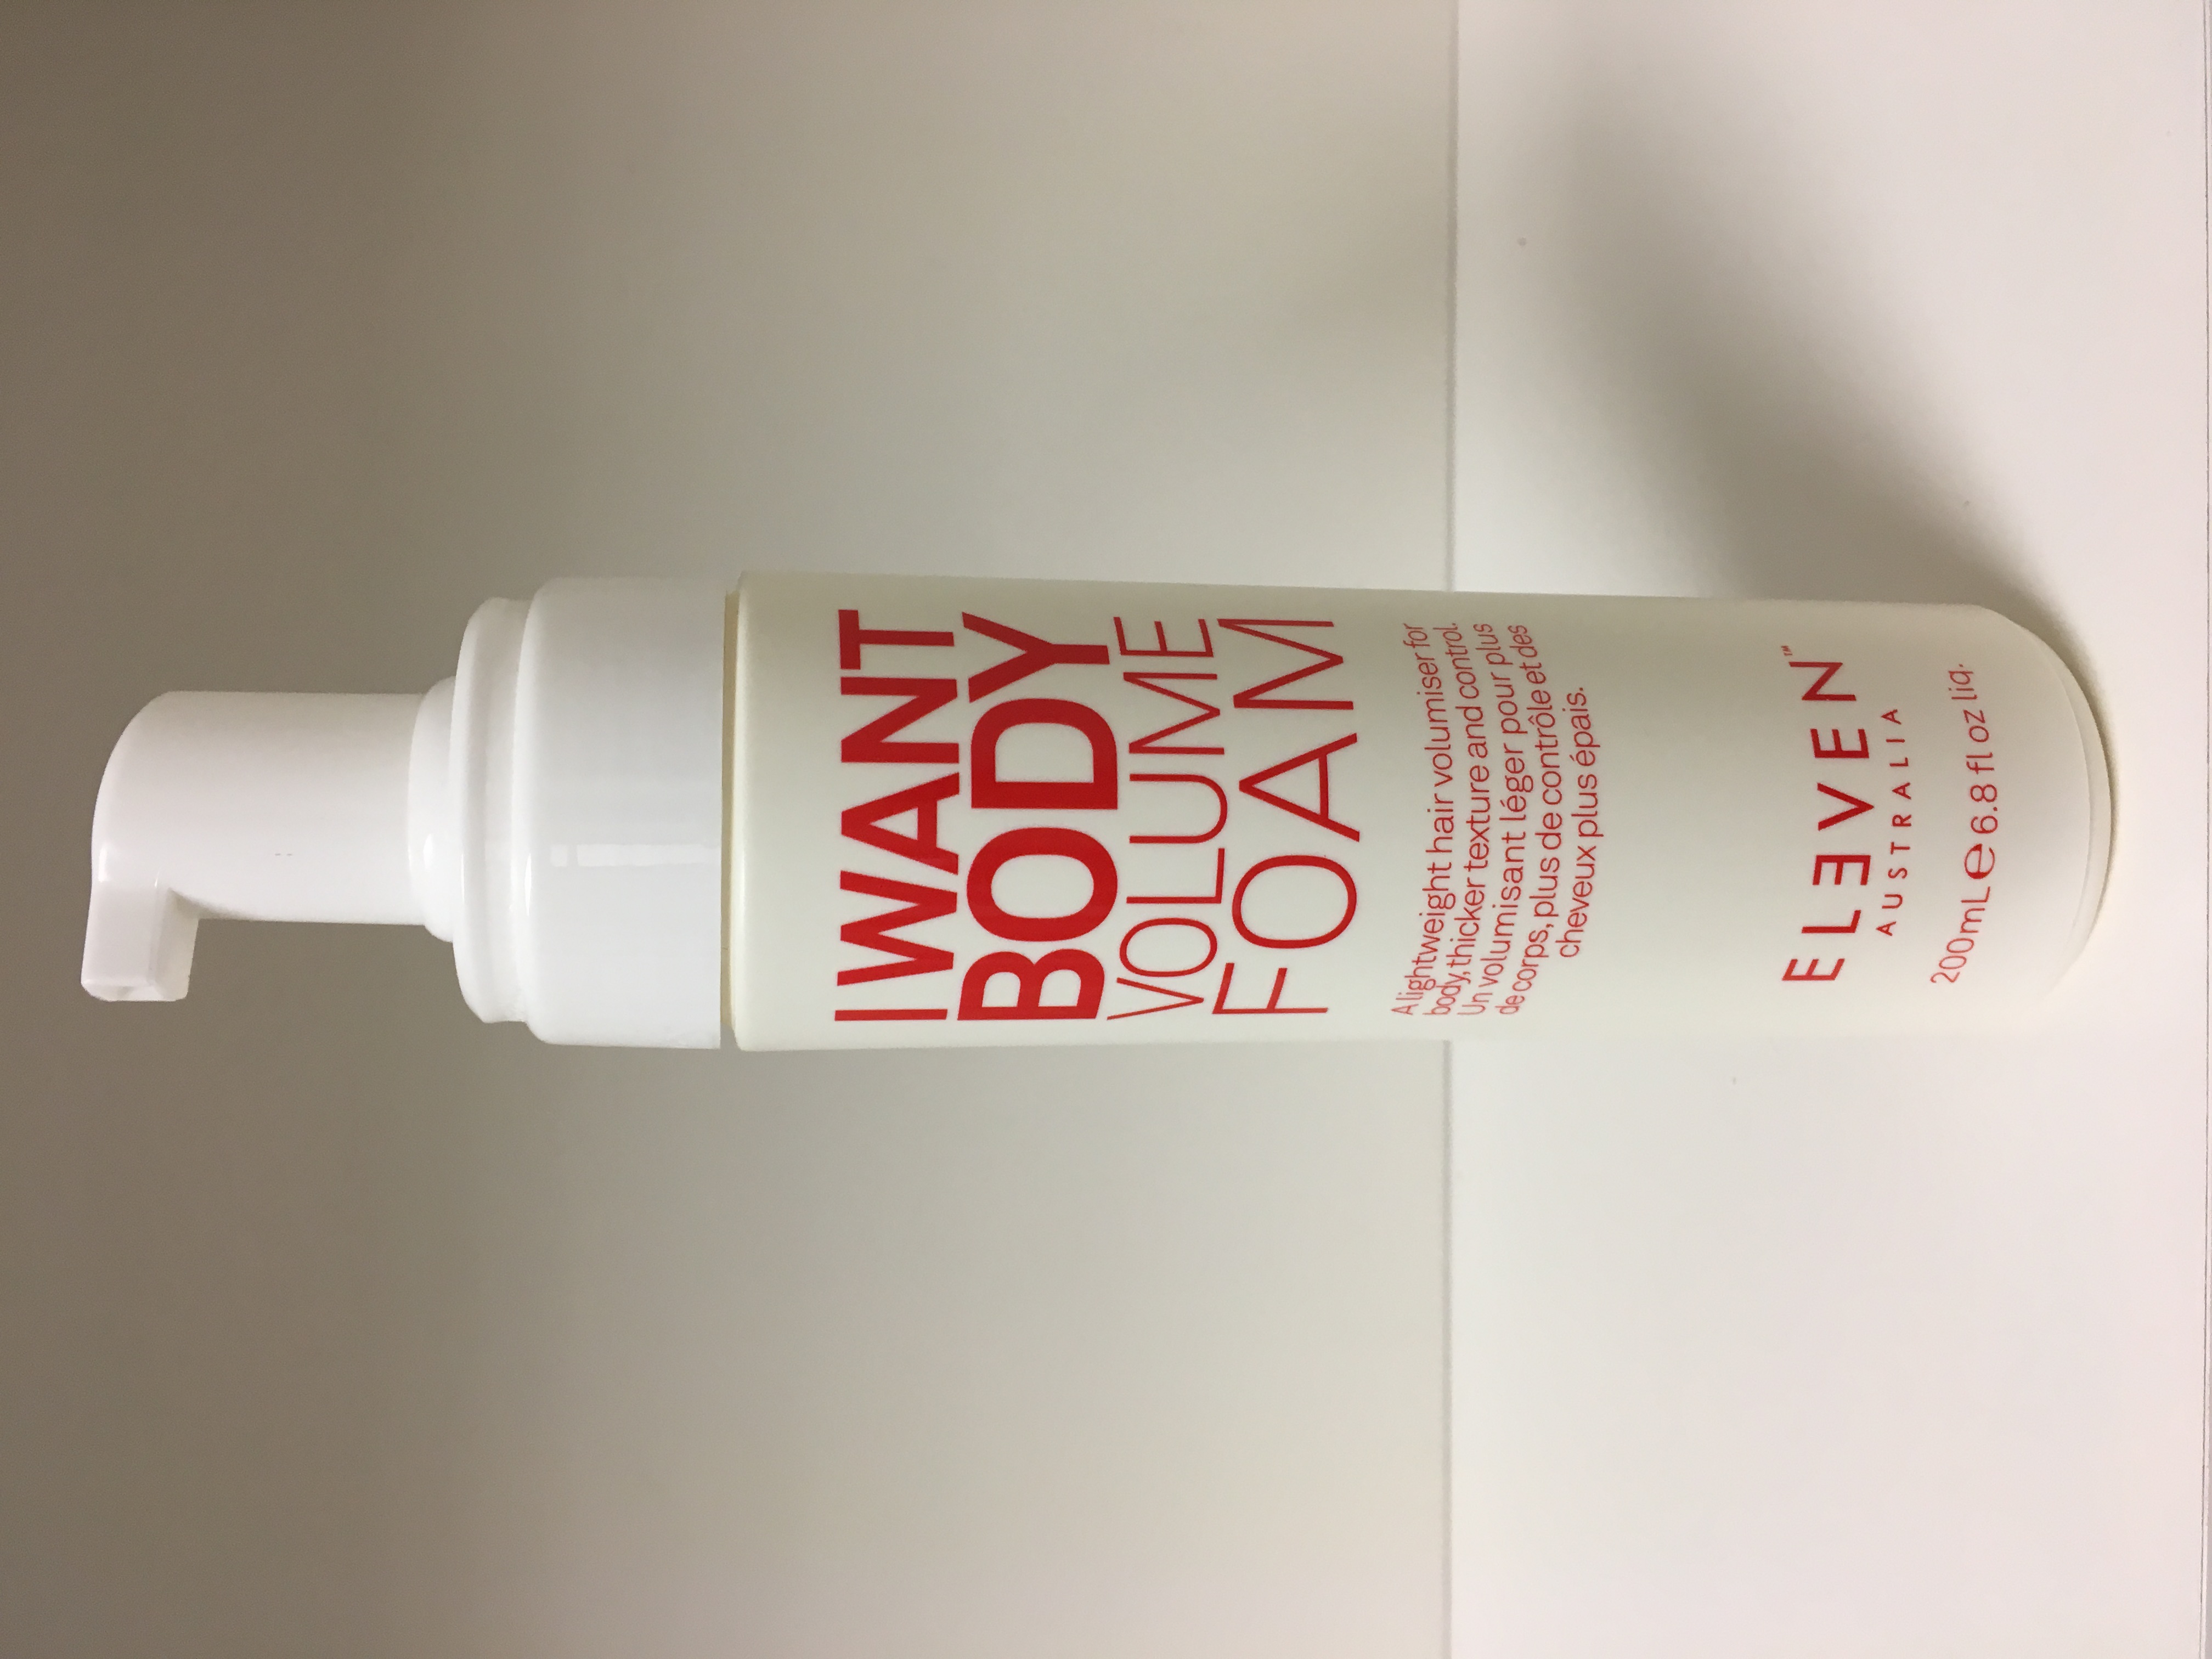 I WANT
BODY
VOLUME
FOAM
A lightweight hair volumiser for
body, thicker texture and control.
Un volumisant léger pour plus
de corps, plus de contrôle et des
cheveux plus épais.
ELEVEN™
AUSTRALIA
200mL ℮ 6.8 fl oz liq.